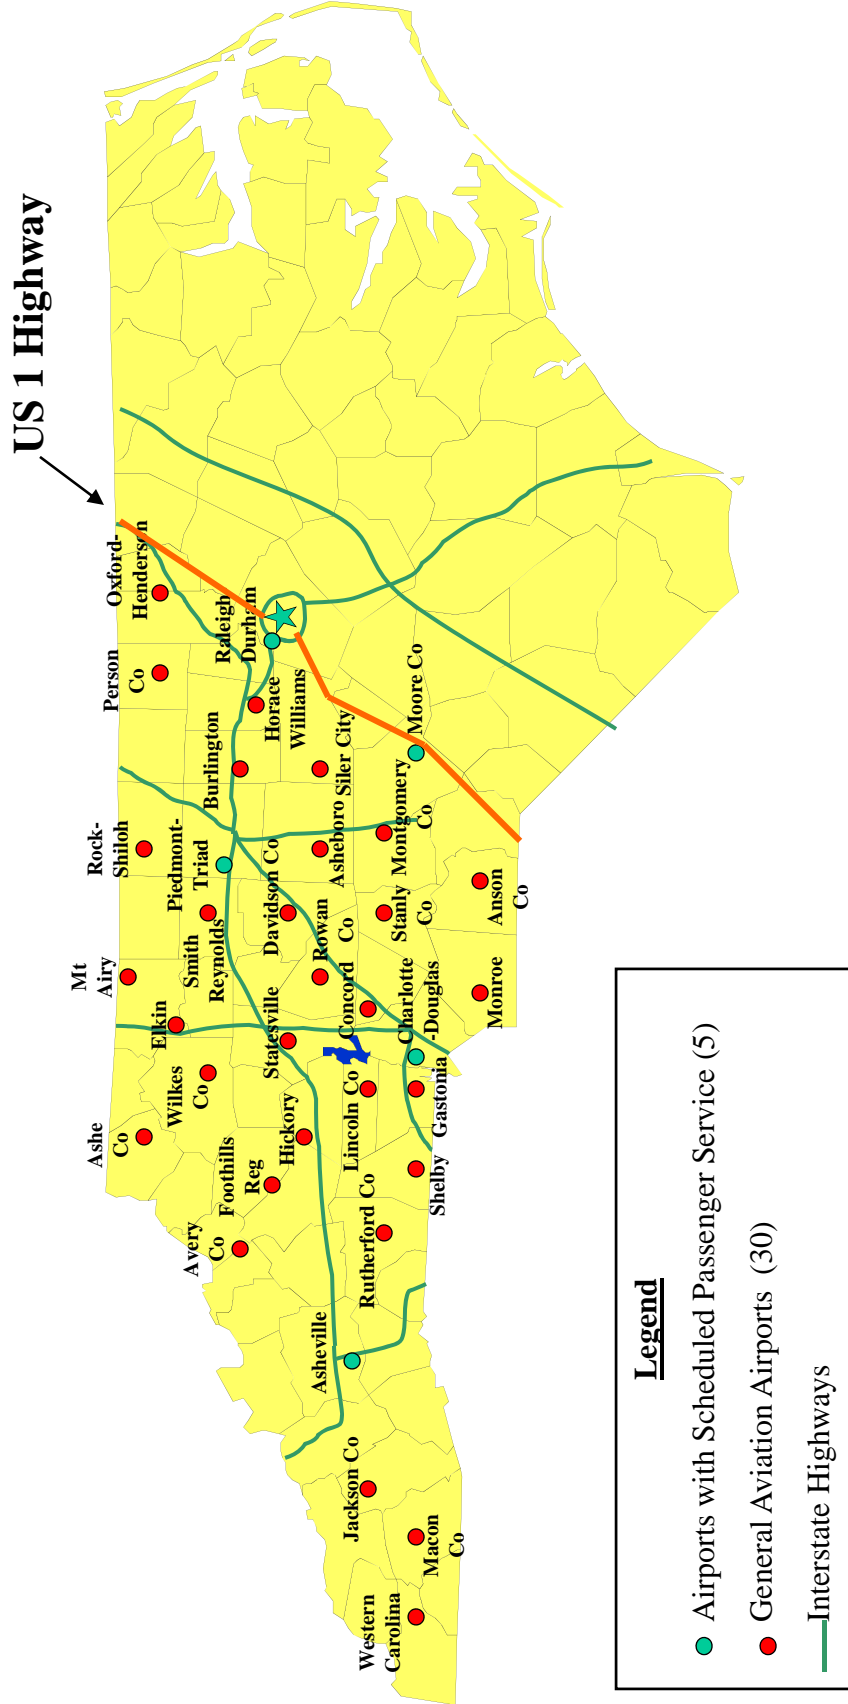 US 1 Highway
Oxford-
Henderson
Person
Co
Raleigh
Durham
Horace
Williams
Burlington
Siler City
Moore Co
Rock-
Shiloh
Piedmont-
Triad
Asheboro
Montgomery
Co
Davidson Co
Smith
Reynolds
Rowan
Co
Stanly
Co
Anson
Co
Mt
Airy
Elkin
Statesville
Concord
Charlotte
-Douglas
Monroe
Wilkes
Co
Ashe
Co
Hickory
Lincoln Co
Gastonia
Foothills
Reg
Shelby
Avery
Co
Rutherford Co
Asheville
Jackson Co
Macon
Co
Western
Carolina
Legend
Airports with Scheduled Passenger Service (5)
General Aviation Airports (30)
Interstate Highways